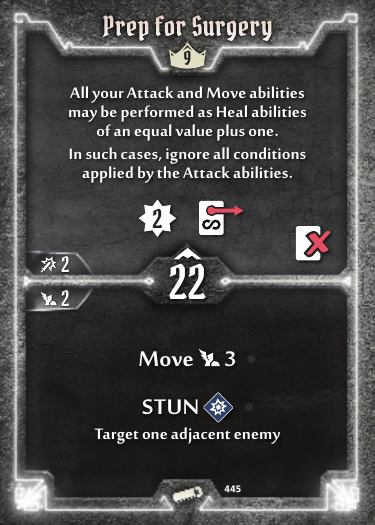 Prep for Surgery
9
All your Attack and Move abilities
may be performed as Heal abilities
of an equal value plus one.
In such cases, ignore all conditions
applied by the Attack abilities.
2
2
22
2
Move 3
STUN
Target one adjacent enemy
445